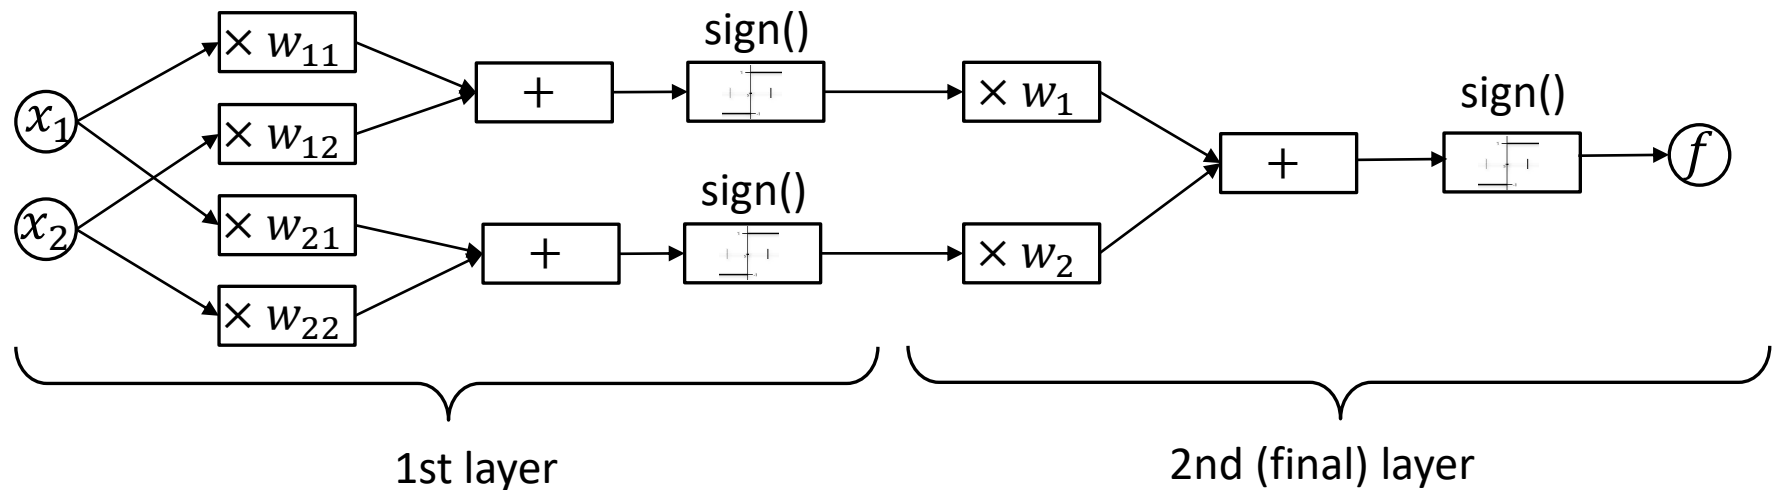 sign()
× w₁₁
x₁
× w₁₂
+
× w₁
sign()
x₂
× w₂₁
sign()
+
f
× w₂₂
+
× w₂
1st layer
2nd (final) layer